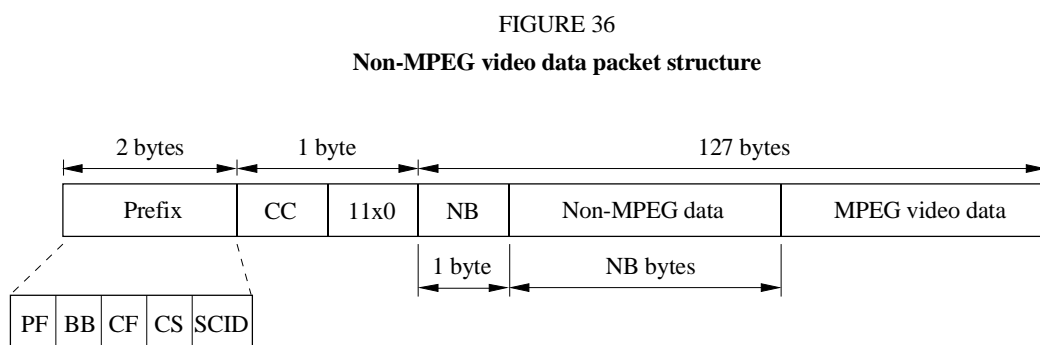 FIGURE 36
Non-MPEG video data packet structure
2 bytes 1 byte 127 bytes
Prefix CC 11x0 NB Non-MPEG data MPEG video data
1 byte NB bytes
PF BB CF CS SCID